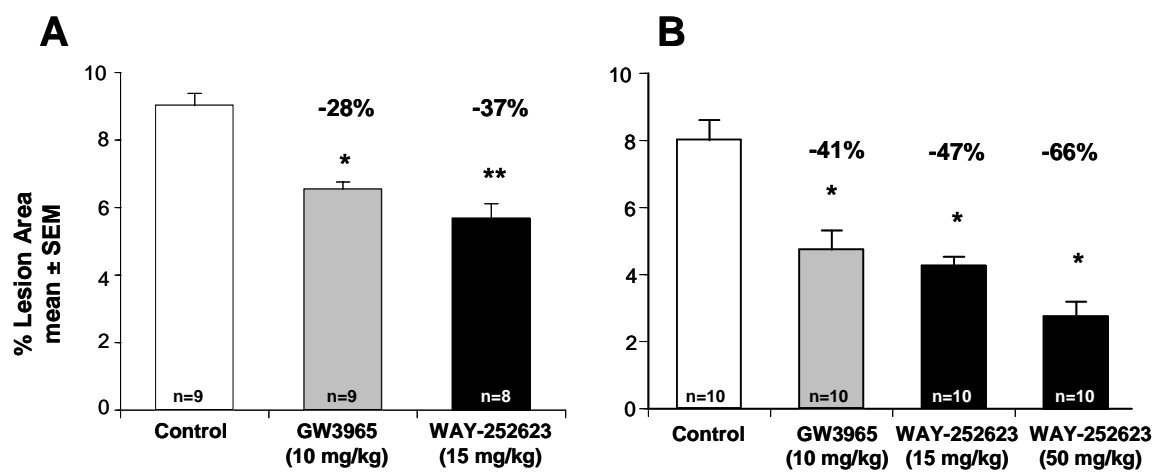 A
B
10
8
6
4
2
0
% Lesion Area
mean ± SEM
-28%
-37%
*
**
n=9
n=9
n=8
Control
GW3965
(10 mg/kg)
WAY-252623
(15 mg/kg)
10
8
6
4
2
0
-41%
-47%
-66%
*
*
*
n=10
n=10
n=10
n=10
Control
GW3965
(10 mg/kg)
WAY-252623
(15 mg/kg)
WAY-252623
(50 mg/kg)